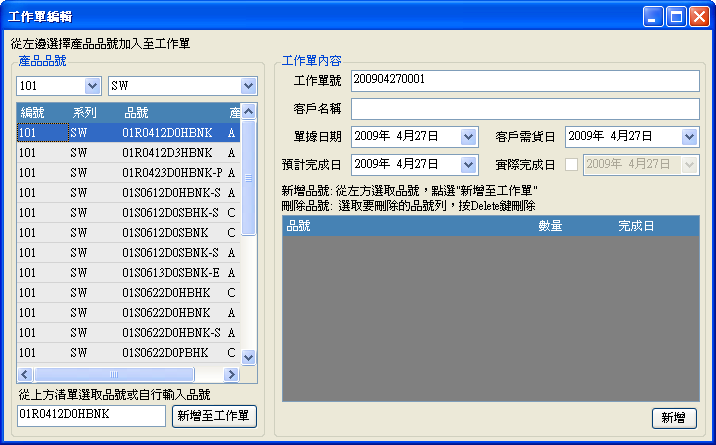 工作單編輯
從左邊選擇產品品號加入至工作單
產品品號
101 SW
編號 系列 品號 產
101 SW 01R0412D0HBNK A
101 SW 01R0412D3HBNK A
101 SW 01R0423D0HBNK-P A
101 SW 01S0612D0HBNK-S A
101 SW 01S0612D0SBHK-S C
101 SW 01S0612D0SBNK C
101 SW 01S0612D0SBNK-S A
101 SW 01S0613D0SBNK-E A
101 SW 01S0622D0HBHK C
101 SW 01S0622D0HBNK A
101 SW 01S0622D0HBNK-S A
101 SW 01S0622D0PBHK C
從上方清單選取品號或自行輸入品號
01R0412D0HBNK 新增至工作單
工作單內容
工作單號 200904270001
客戶名稱
單據日期 2009年 4月27日 客戶需貨日 2009年 4月27日
預計完成日 2009年 4月27日 實際完成日 2009年 4月27日
新增品號: 從左方選取品號，點選"新增至工作單"
刪除品號: 選取要刪除的品號列，按Delete鍵刪除
品號 數量 完成日
新增